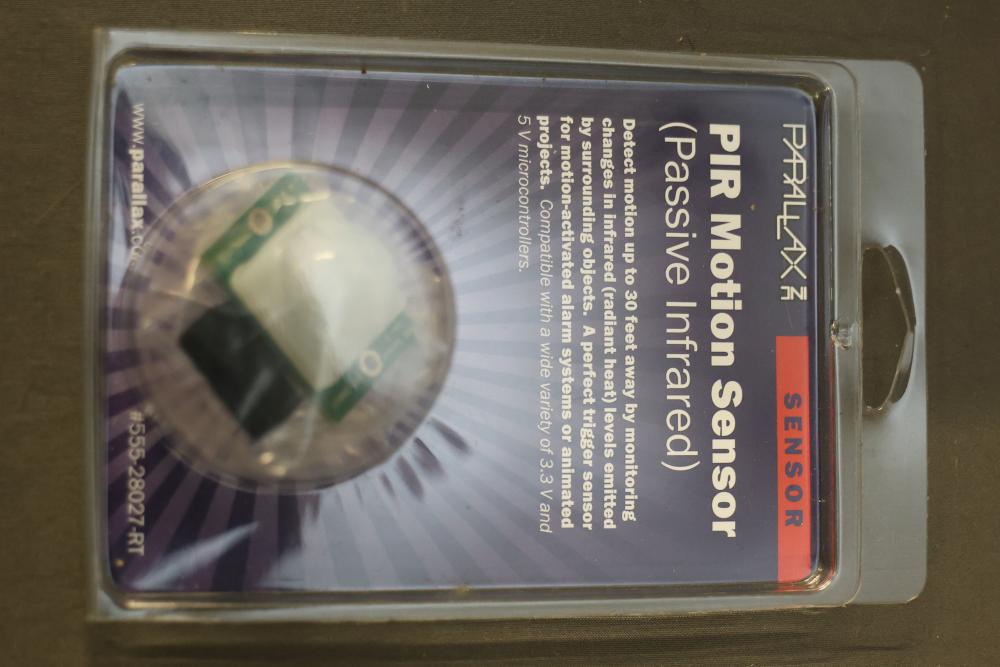 PARALLAX INC
SENSOR
PIR Motion Sensor
(Passive Infrared)
Detect motion up to 30 feet away by monitoring
changes in infrared (radiant heat) levels emitted
by surrounding objects. A perfect trigger sensor
for motion-activated alarm systems or animated
projects. Compatible with a wide variety of 3.3 V and
5 V microcontrollers.
www.parallax.co
#555-28027-RT